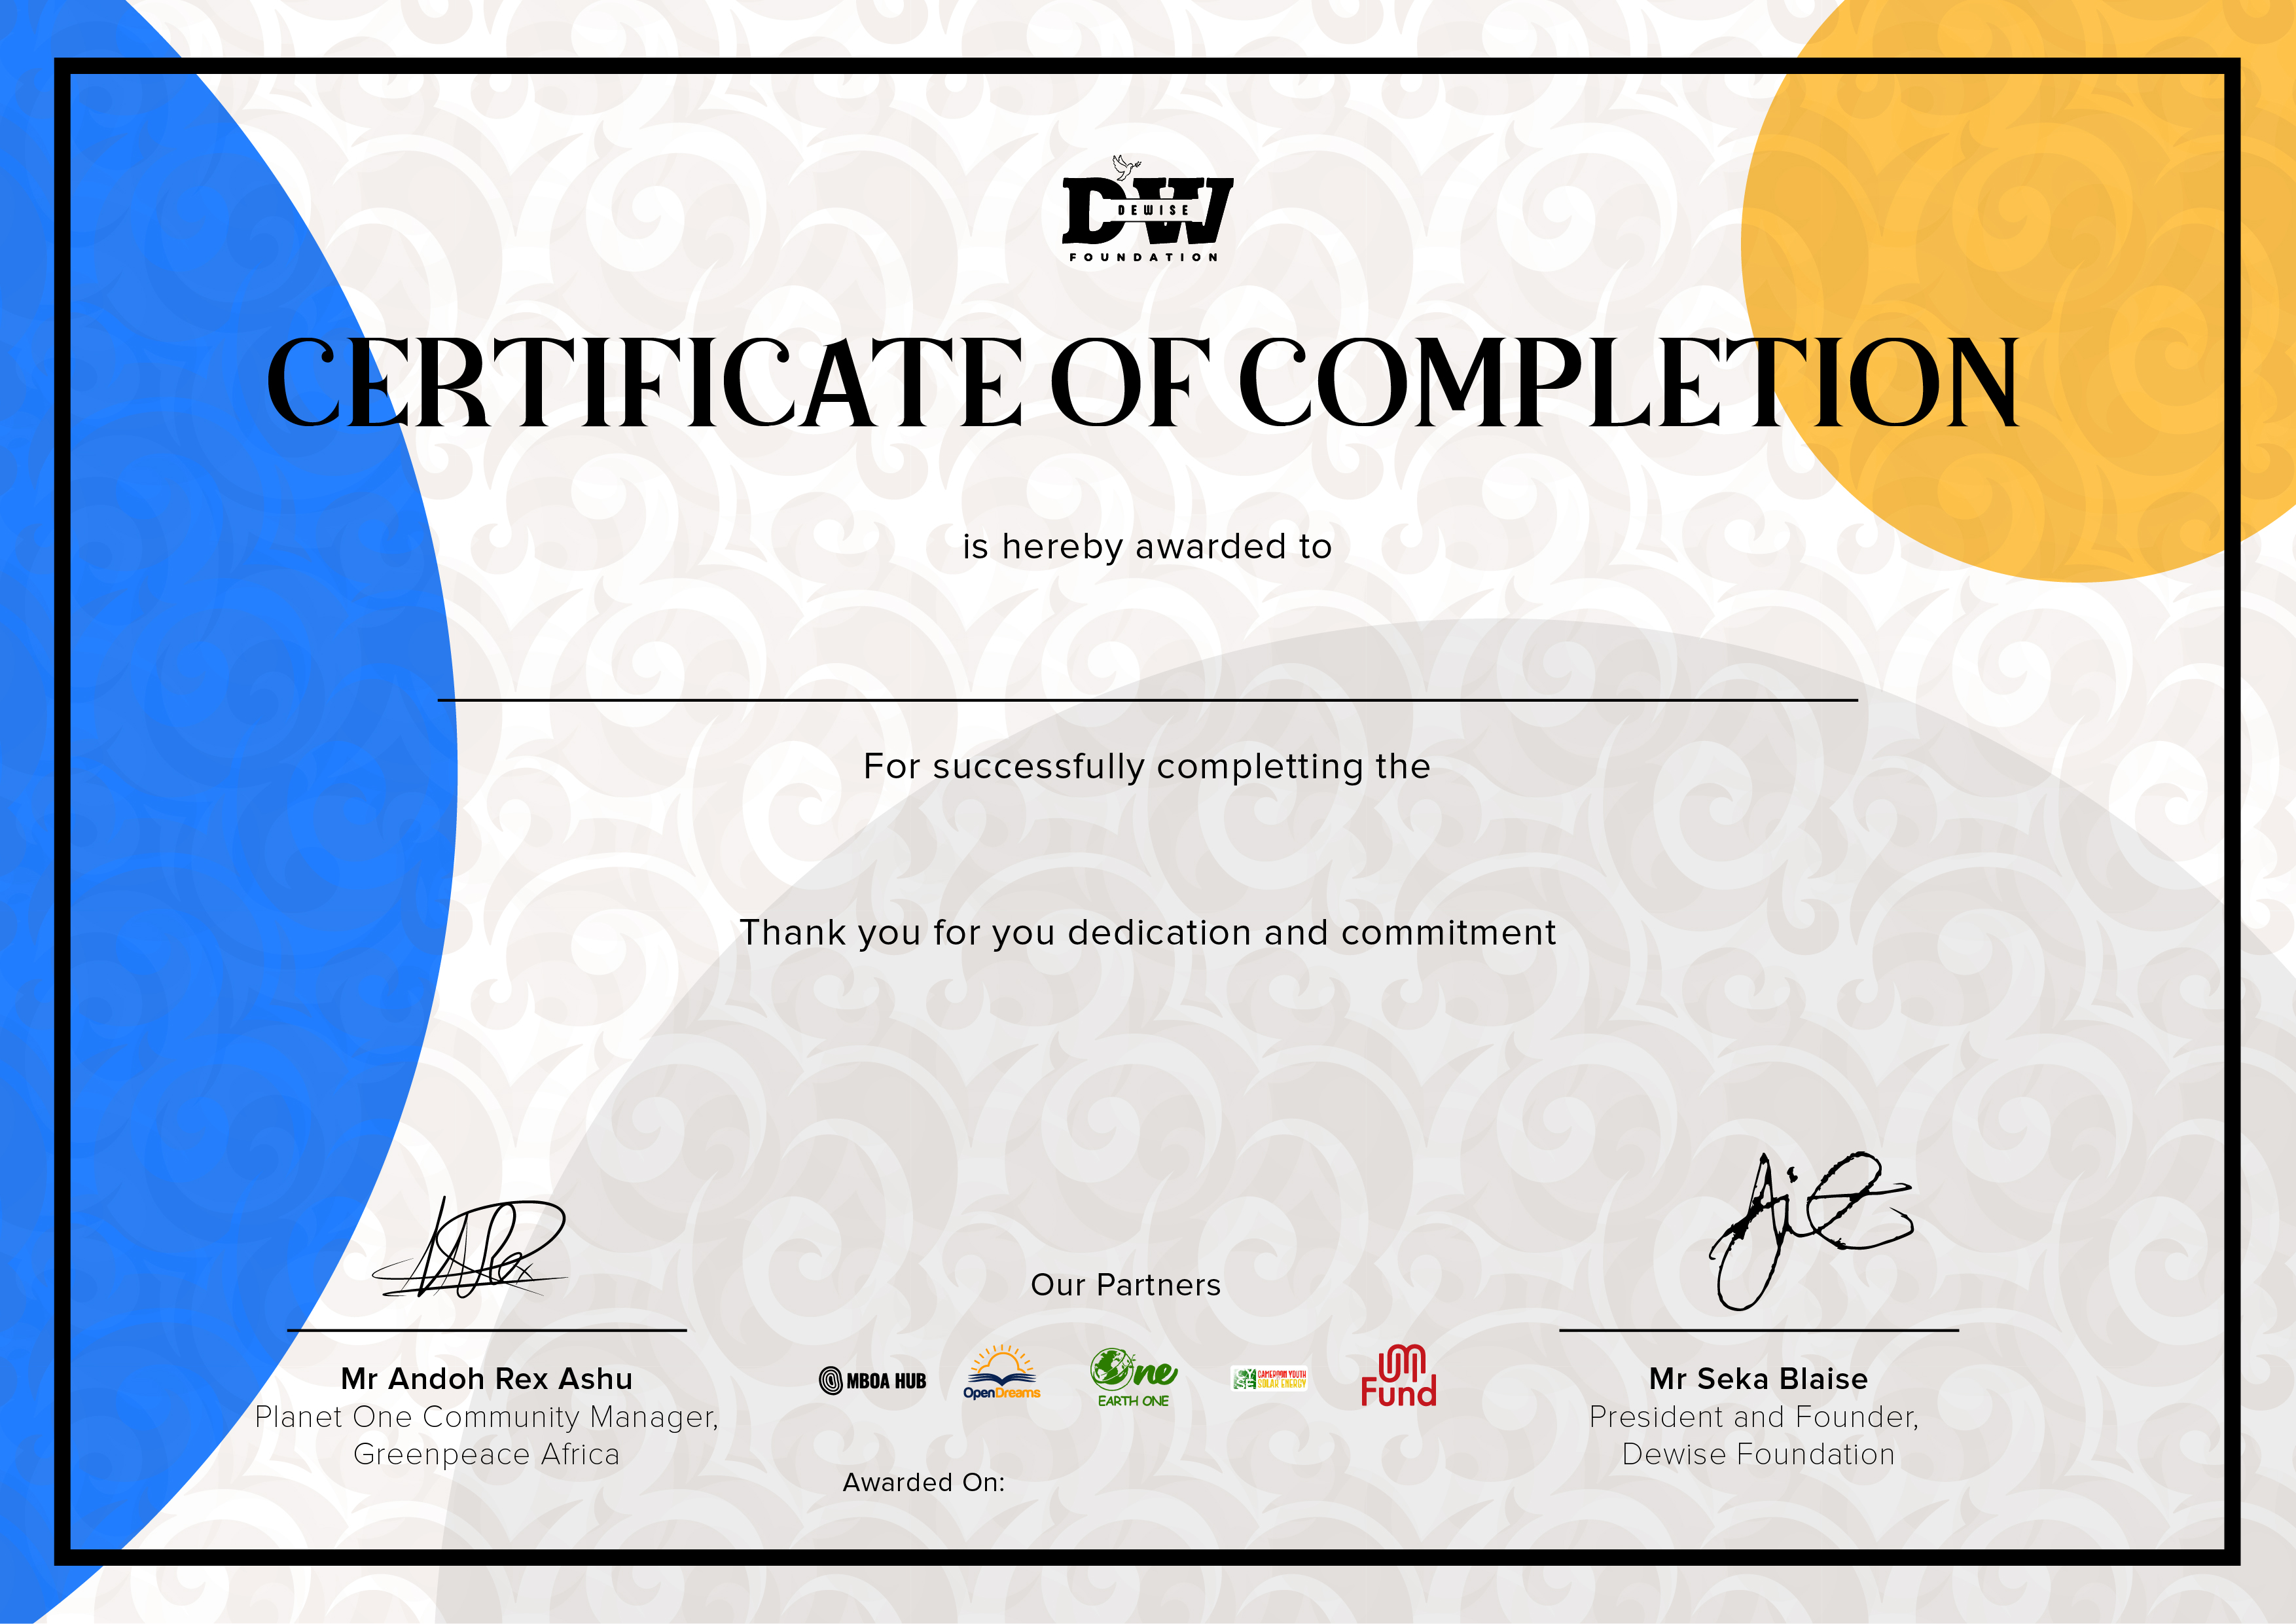 DW
DEWISE
FOUNDATION
CERTIFICATE OF COMPLETION
is hereby awarded to
For successfully completting the
Thank you for you dedication and commitment
Our Partners
MBOA HUB
OpenDreams
One
EARTH ONE
CYSE
CAMEROON YOUTH
SOLAR ENERGY
Fund
Mr Andoh Rex Ashu
Planet One Community Manager,
Greenpeace Africa
Mr Seka Blaise
President and Founder,
Dewise Foundation
Awarded On: